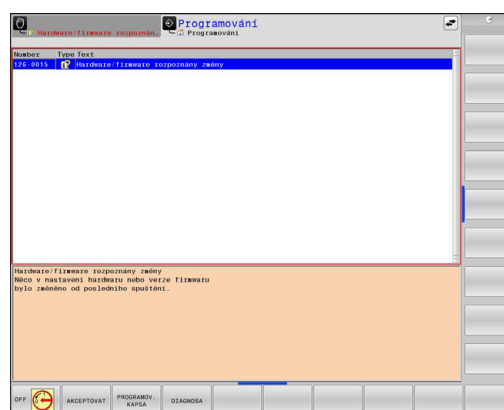 Hardware/firmware rozpoznán…
Programování
Programování
Number Type Text
126-0015 Hardware/firmware rozpoznány změny
Hardware/firmware rozpoznány změny
Něco v nastavení hardwaru nebo verze firmwaru
bylo změněno od posledního spuštění.
OFF
AKCEPTOVAT
PROGRAMOV.
KAPSA
DIAGNOSA